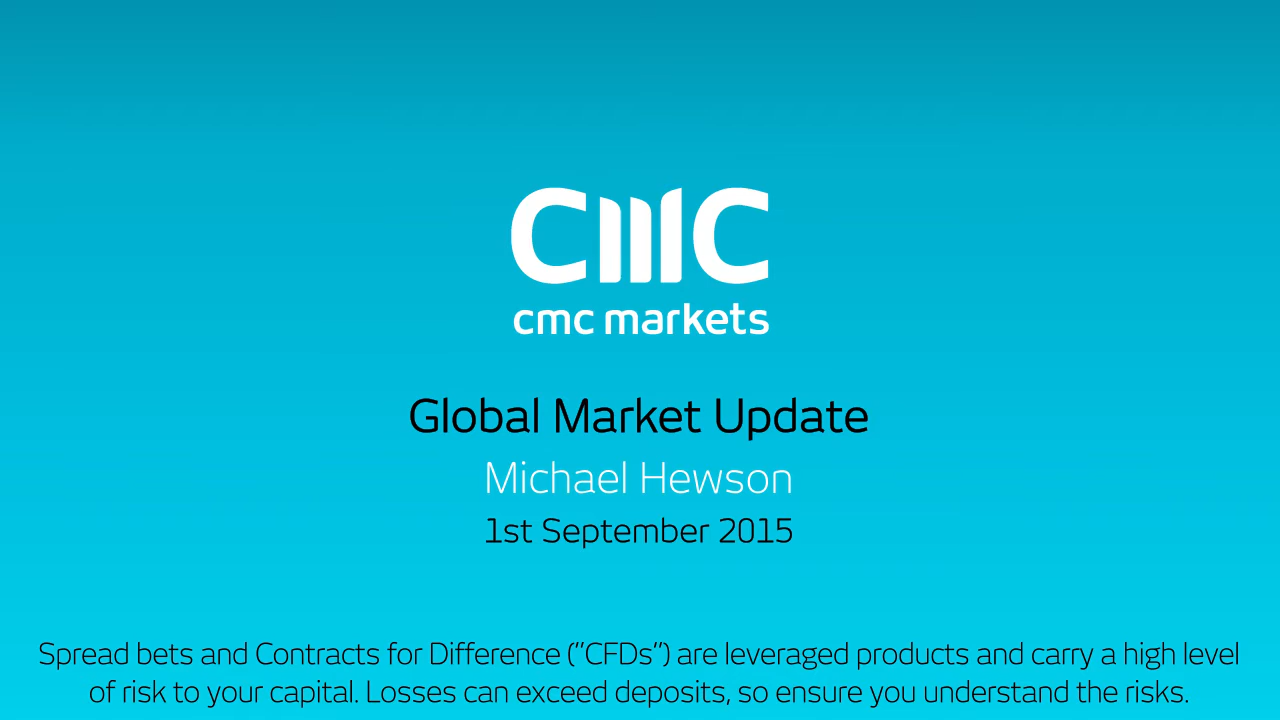 CMC
cmc markets
Global Market Update
Michael Hewson
1st September 2015
Spread bets and Contracts for Difference (“CFDs”) are leveraged products and carry a high level
of risk to your capital. Losses can exceed deposits, so ensure you understand the risks.